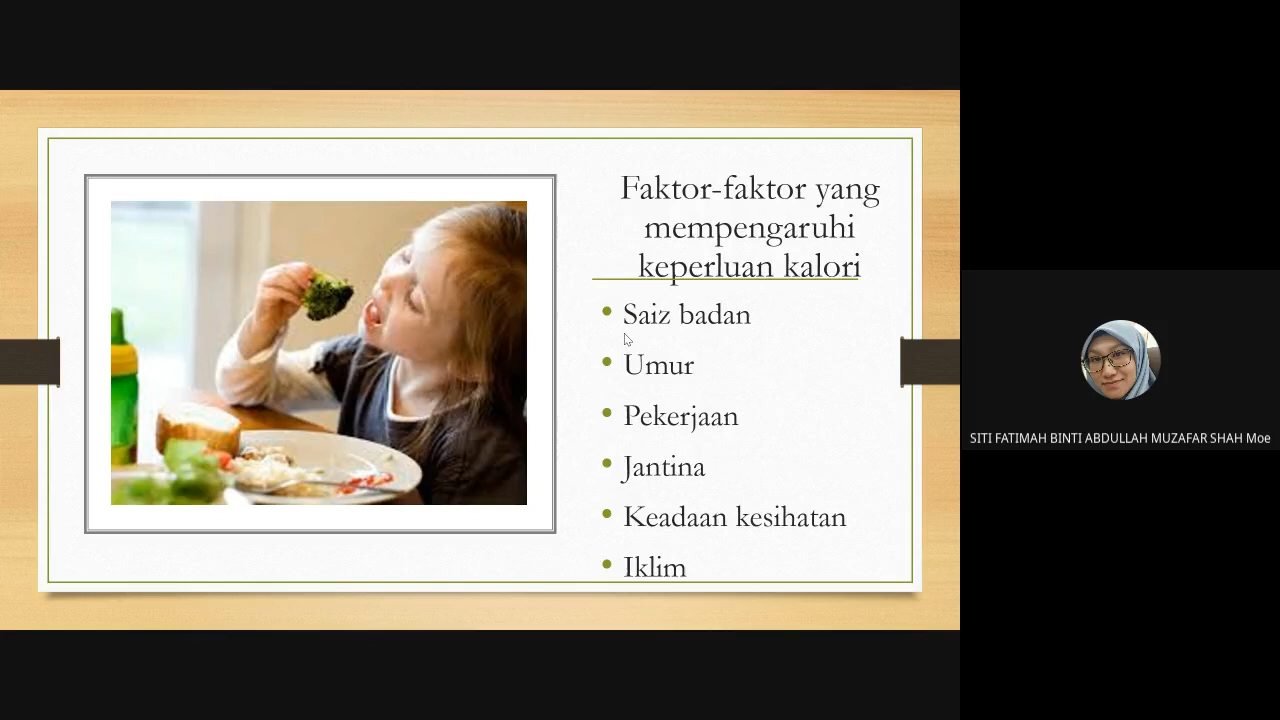 Faktor-faktor yang
mempengaruhi
keperluan kalori
• Saiz badan
• Umur
• Pekerjaan
• Jantina
• Keadaan kesihatan
• Iklim
SITI FATIMAH BINTI ABDULLAH MUZAFAR SHAH Moe